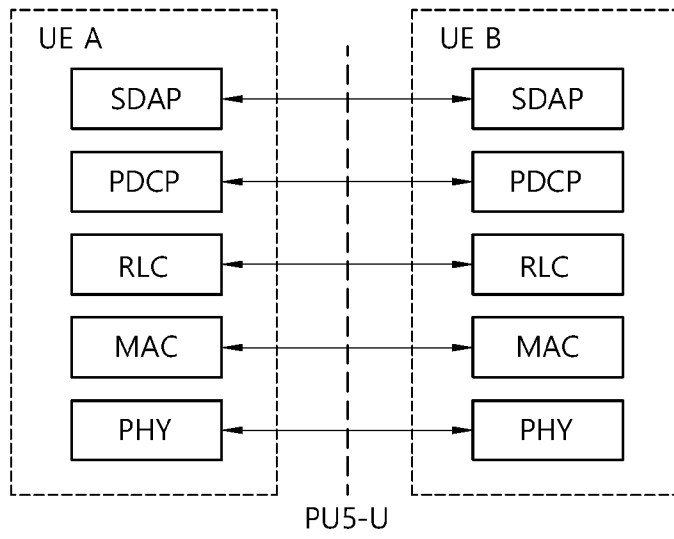 UE A
UE B
SDAP
SDAP
PDCP
PDCP
RLC
RLC
MAC
MAC
PHY
PHY
PU5-U